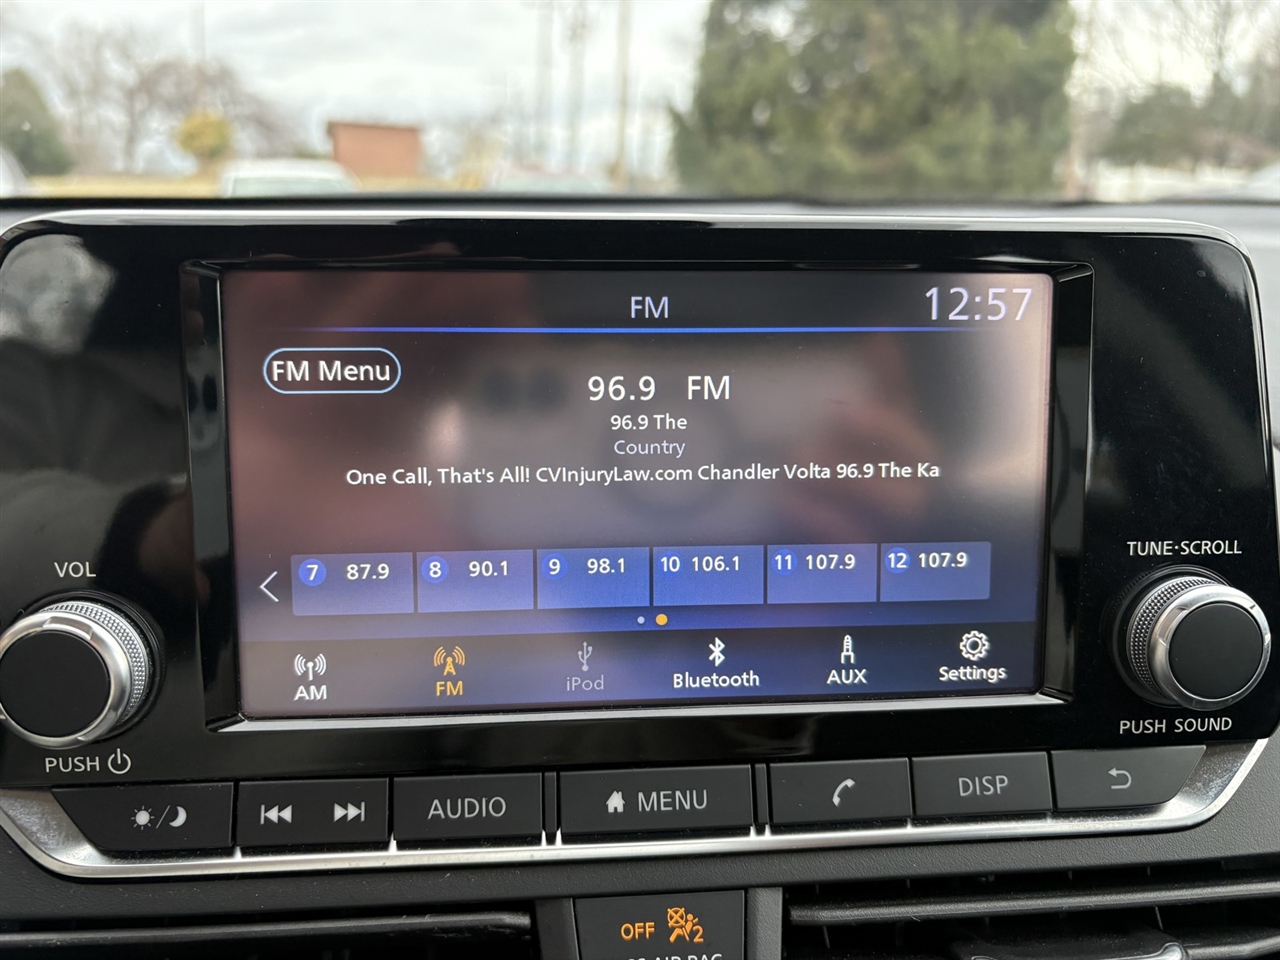 FM
12:57
FM Menu
96.9 FM
96.9 The
Country
One Call, That's All! CVInjuryLaw.com Chandler Volta 96.9 The Ka
7 87.9
8 90.1
9 98.1
10 106.1
11 107.9
12 107.9
AM
FM
iPod
Bluetooth
AUX
Settings
VOL
PUSH
TUNE·SCROLL
PUSH SOUND
AUDIO
MENU
DISP
OFF 2
AIR BAG